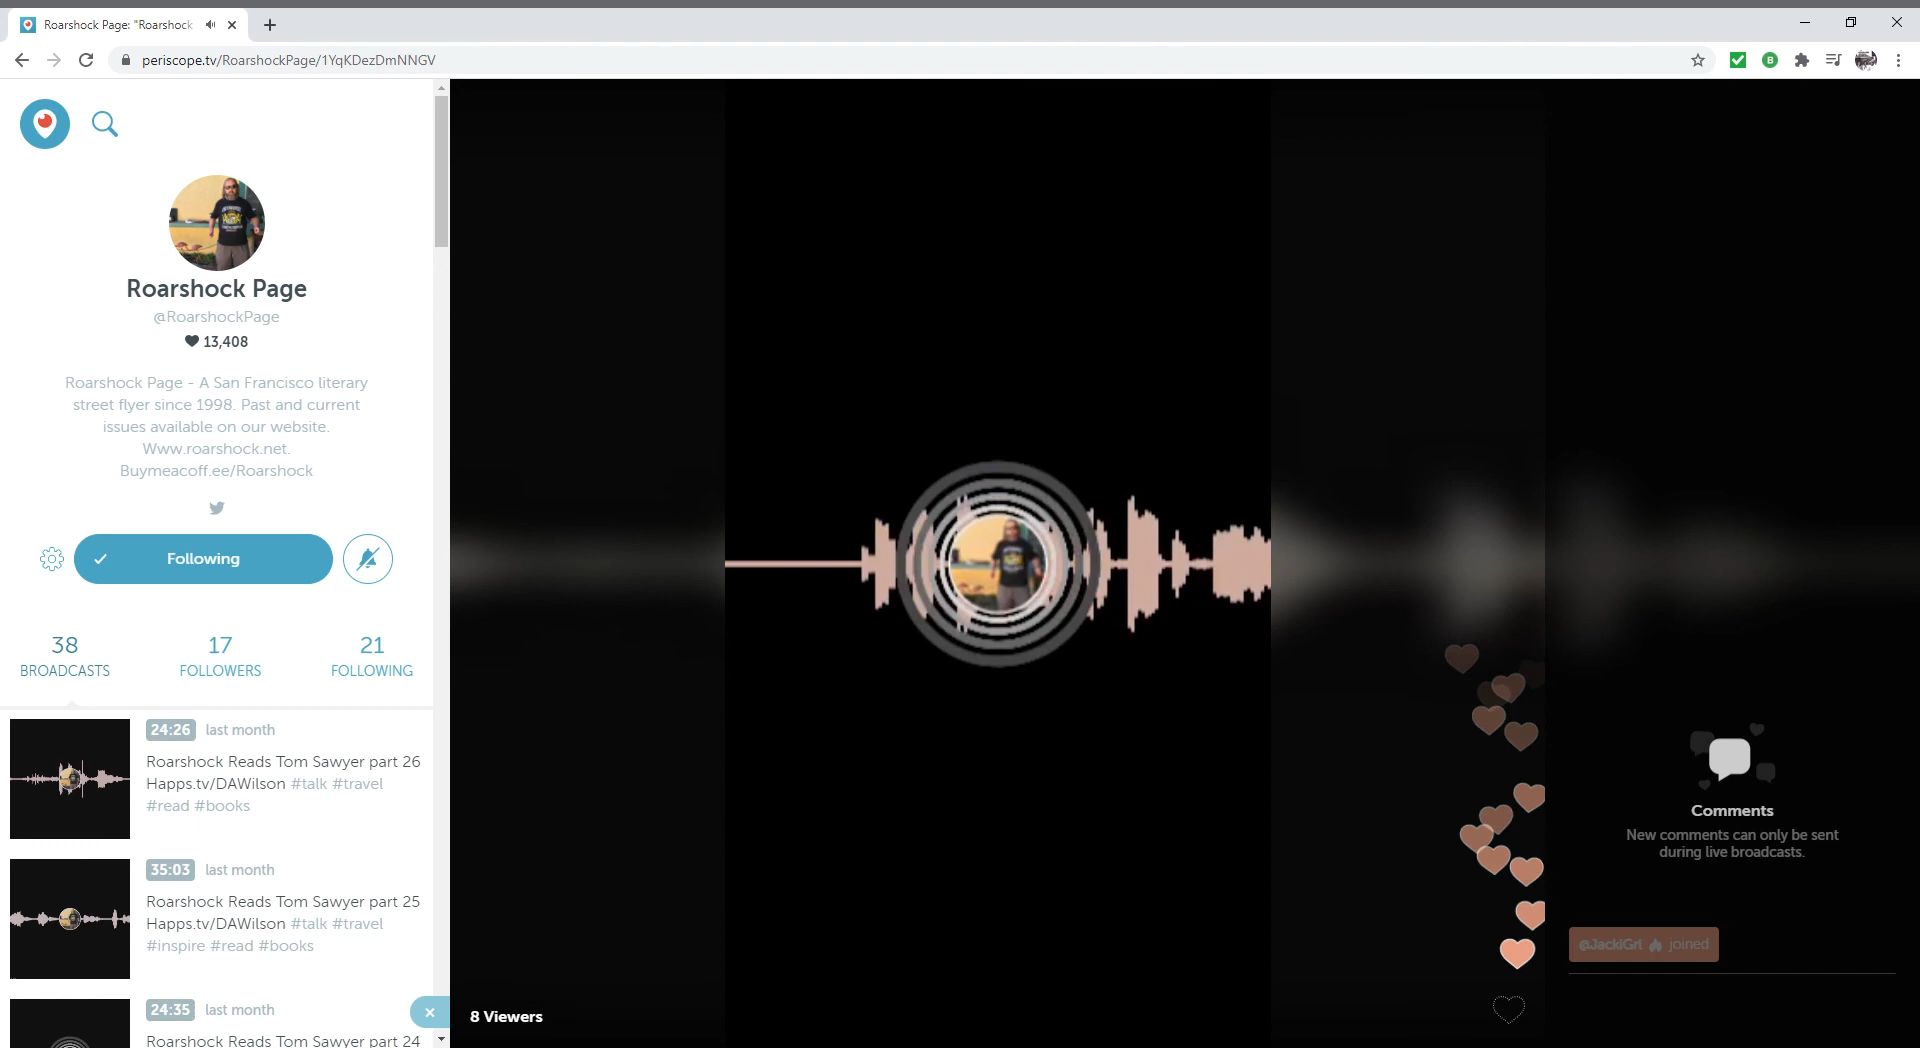 Roarshock Page: "Roarshock
periscope.tv/RoarshockPage/1YqKDezDmNNGV
Roarshock Page
@RoarshockPage
13,408
Roarshock Page - A San Francisco literary
street flyer since 1998. Past and current
issues available on our website.
Www.roarshock.net.
Buymeacoff.ee/Roarshock
Following
38 17 21
BROADCASTS FOLLOWERS FOLLOWING
24:26 last month
Roarshock Reads Tom Sawyer part 26
Happs.tv/DAWilson #talk #travel
#read #books
35:03 last month
Roarshock Reads Tom Sawyer part 25
Happs.tv/DAWilson #talk #travel
#inspire #read #books
24:35 last month
Roarshock Reads Tom Sawyer part 24
8 Viewers
Comments
New comments can only be sent
during live broadcasts.
@JackiGrl joined